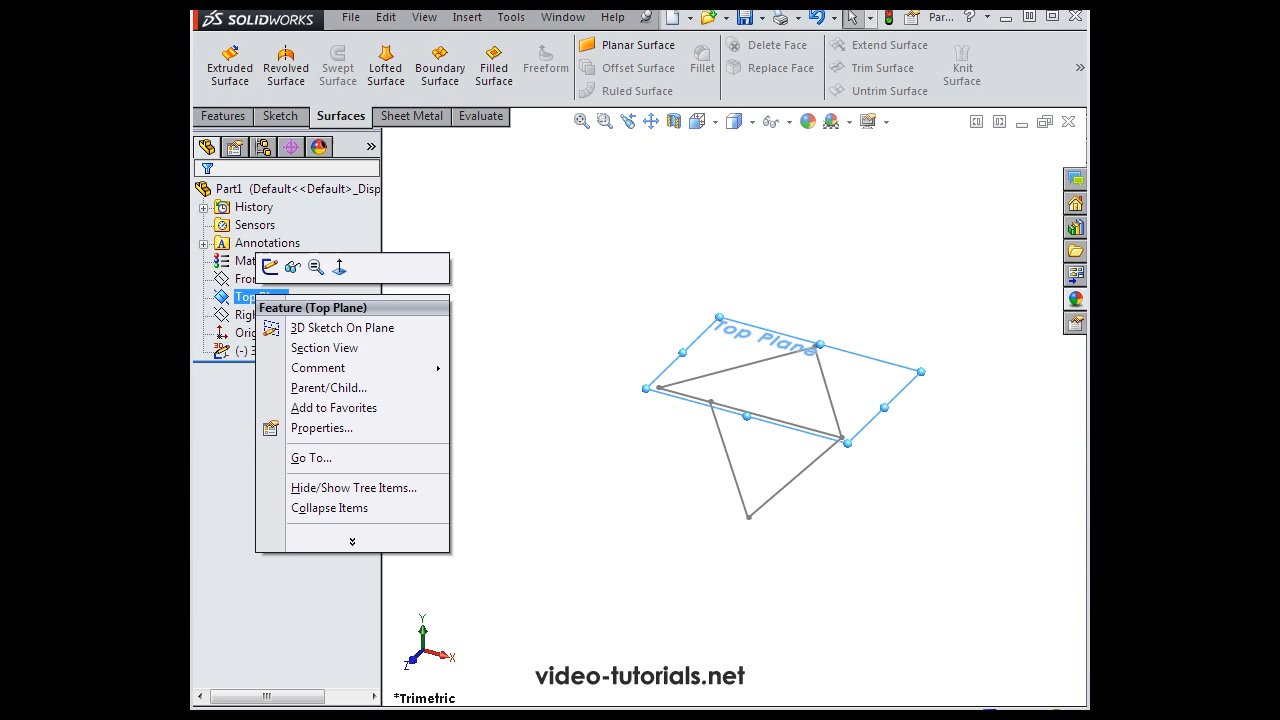 SOLIDWORKS File Edit View Insert Tools Window Help Par...
Extruded Surface
Revolved Surface
Swept Surface
Lofted Surface
Boundary Surface
Filled Surface
Freeform
Planar Surface
Offset Surface
Ruled Surface
Fillet
Delete Face
Replace Face
Extend Surface
Trim Surface
Untrim Surface
Knit Surface
Features Sketch Surfaces Sheet Metal Evaluate
Part1 (Default<<Default>_Disp
History
Sensors
Annotations
Feature (Top Plane)
3D Sketch On Plane
Section View
Comment
Parent/Child...
Add to Favorites
Properties...
Go To...
Hide/Show Tree Items...
Collapse Items
Top Plane
Y
X
Z
*Trimetric
video-tutorials.net